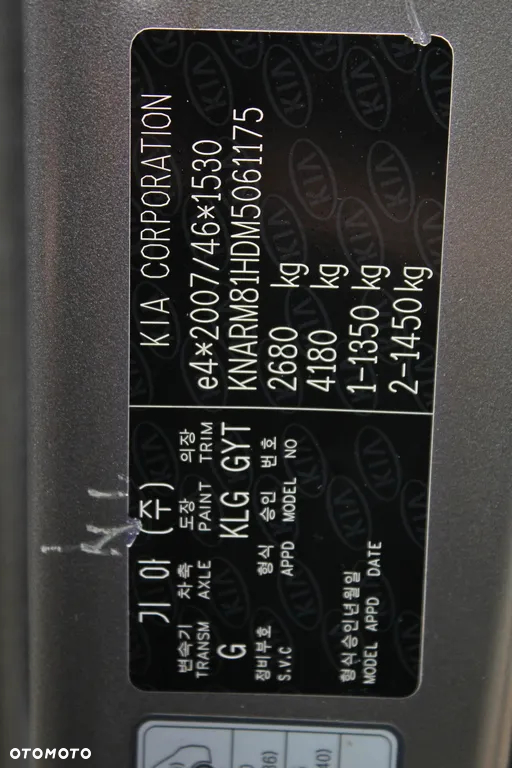 기아 (주)
KIA CORPORATION
변속기 차축 도장 의장
TRANSM AXLE PAINT TRIM
G KLG GYT
정비부호 형식 승인 번호
S.V.C APPD MODEL NO
형식승인년월일
MODEL APPD DATE
e4*2007/46*1530
KNARM81HDM5061175
2680 kg
4180 kg
1-1350 kg
2-1450 kg
KIA
OTOMOTO